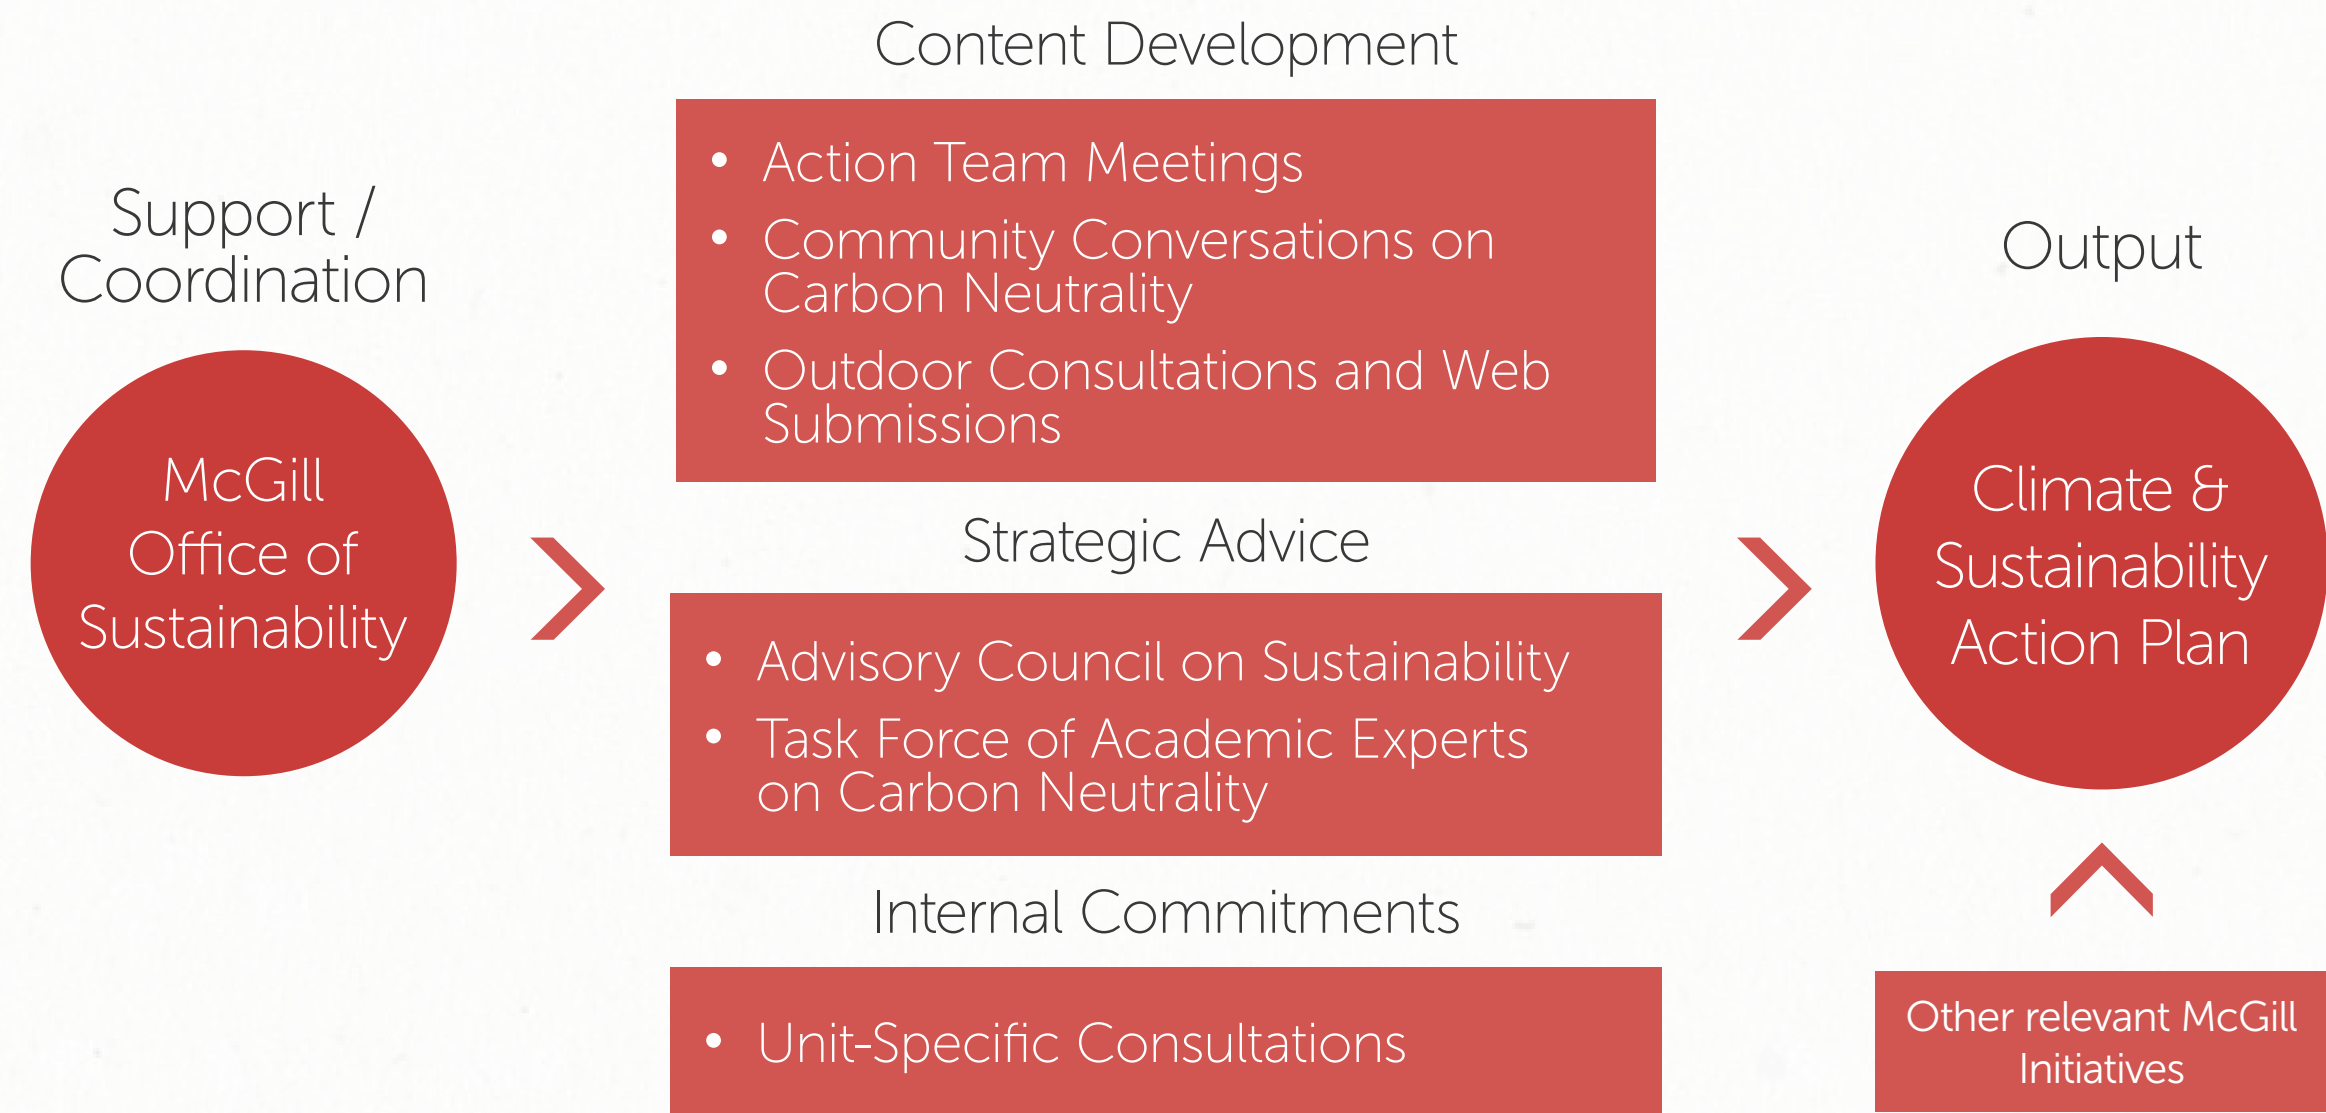 Support /
Coordination
McGill
Office of
Sustainability
Content Development
• Action Team Meetings
• Community Conversations on
Carbon Neutrality
• Outdoor Consultations and Web
Submissions
Strategic Advice
• Advisory Council on Sustainability
• Task Force of Academic Experts
on Carbon Neutrality
Internal Commitments
• Unit-Specific Consultations
Output
Climate &
Sustainability
Action Plan
Other relevant McGill
Initiatives